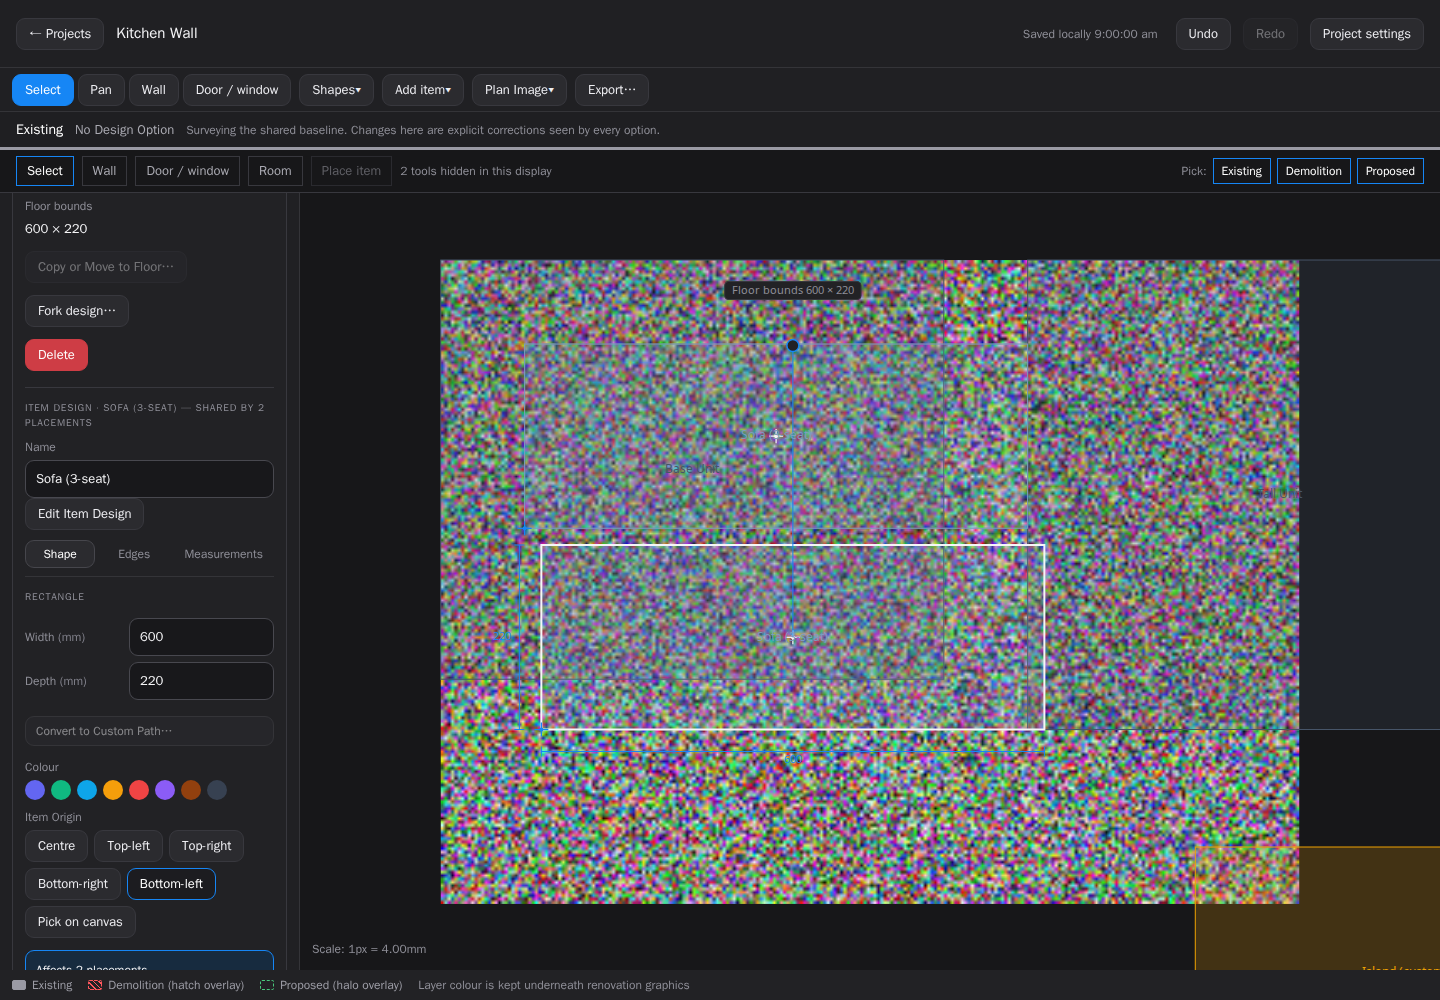 ← Projects
Kitchen Wall
Saved locally 9:00:00 am
Undo
Redo
Project settings
Select
Pan
Wall
Door / window
Shapes▾
Add item▾
Plan Image▾
Export···
Existing
No Design Option
Surveying the shared baseline. Changes here are explicit corrections seen by every option.
Select
Wall
Door / window
Room
Place item
2 tools hidden in this display
Pick:
Existing
Demolition
Proposed
Floor bounds
600 × 220
Copy or Move to Floor···
Fork design···
Delete
ITEM DESIGN · SOFA (3-SEAT) — SHARED BY 2
PLACEMENTS
Name
Sofa (3-seat)
Edit Item Design
Shape
Edges
Measurements
RECTANGLE
Width (mm)
600
Depth (mm)
220
Convert to Custom Path···
Colour
Item Origin
Centre
Top-left
Top-right
Bottom-right
Bottom-left
Pick on canvas
Affects 2 placements
Floor bounds 600 × 220
Base Unit
Scale: 1px = 4.00mm
Existing
Demolition (hatch overlay)
Proposed (halo overlay)
Layer colour is kept underneath renovation graphics